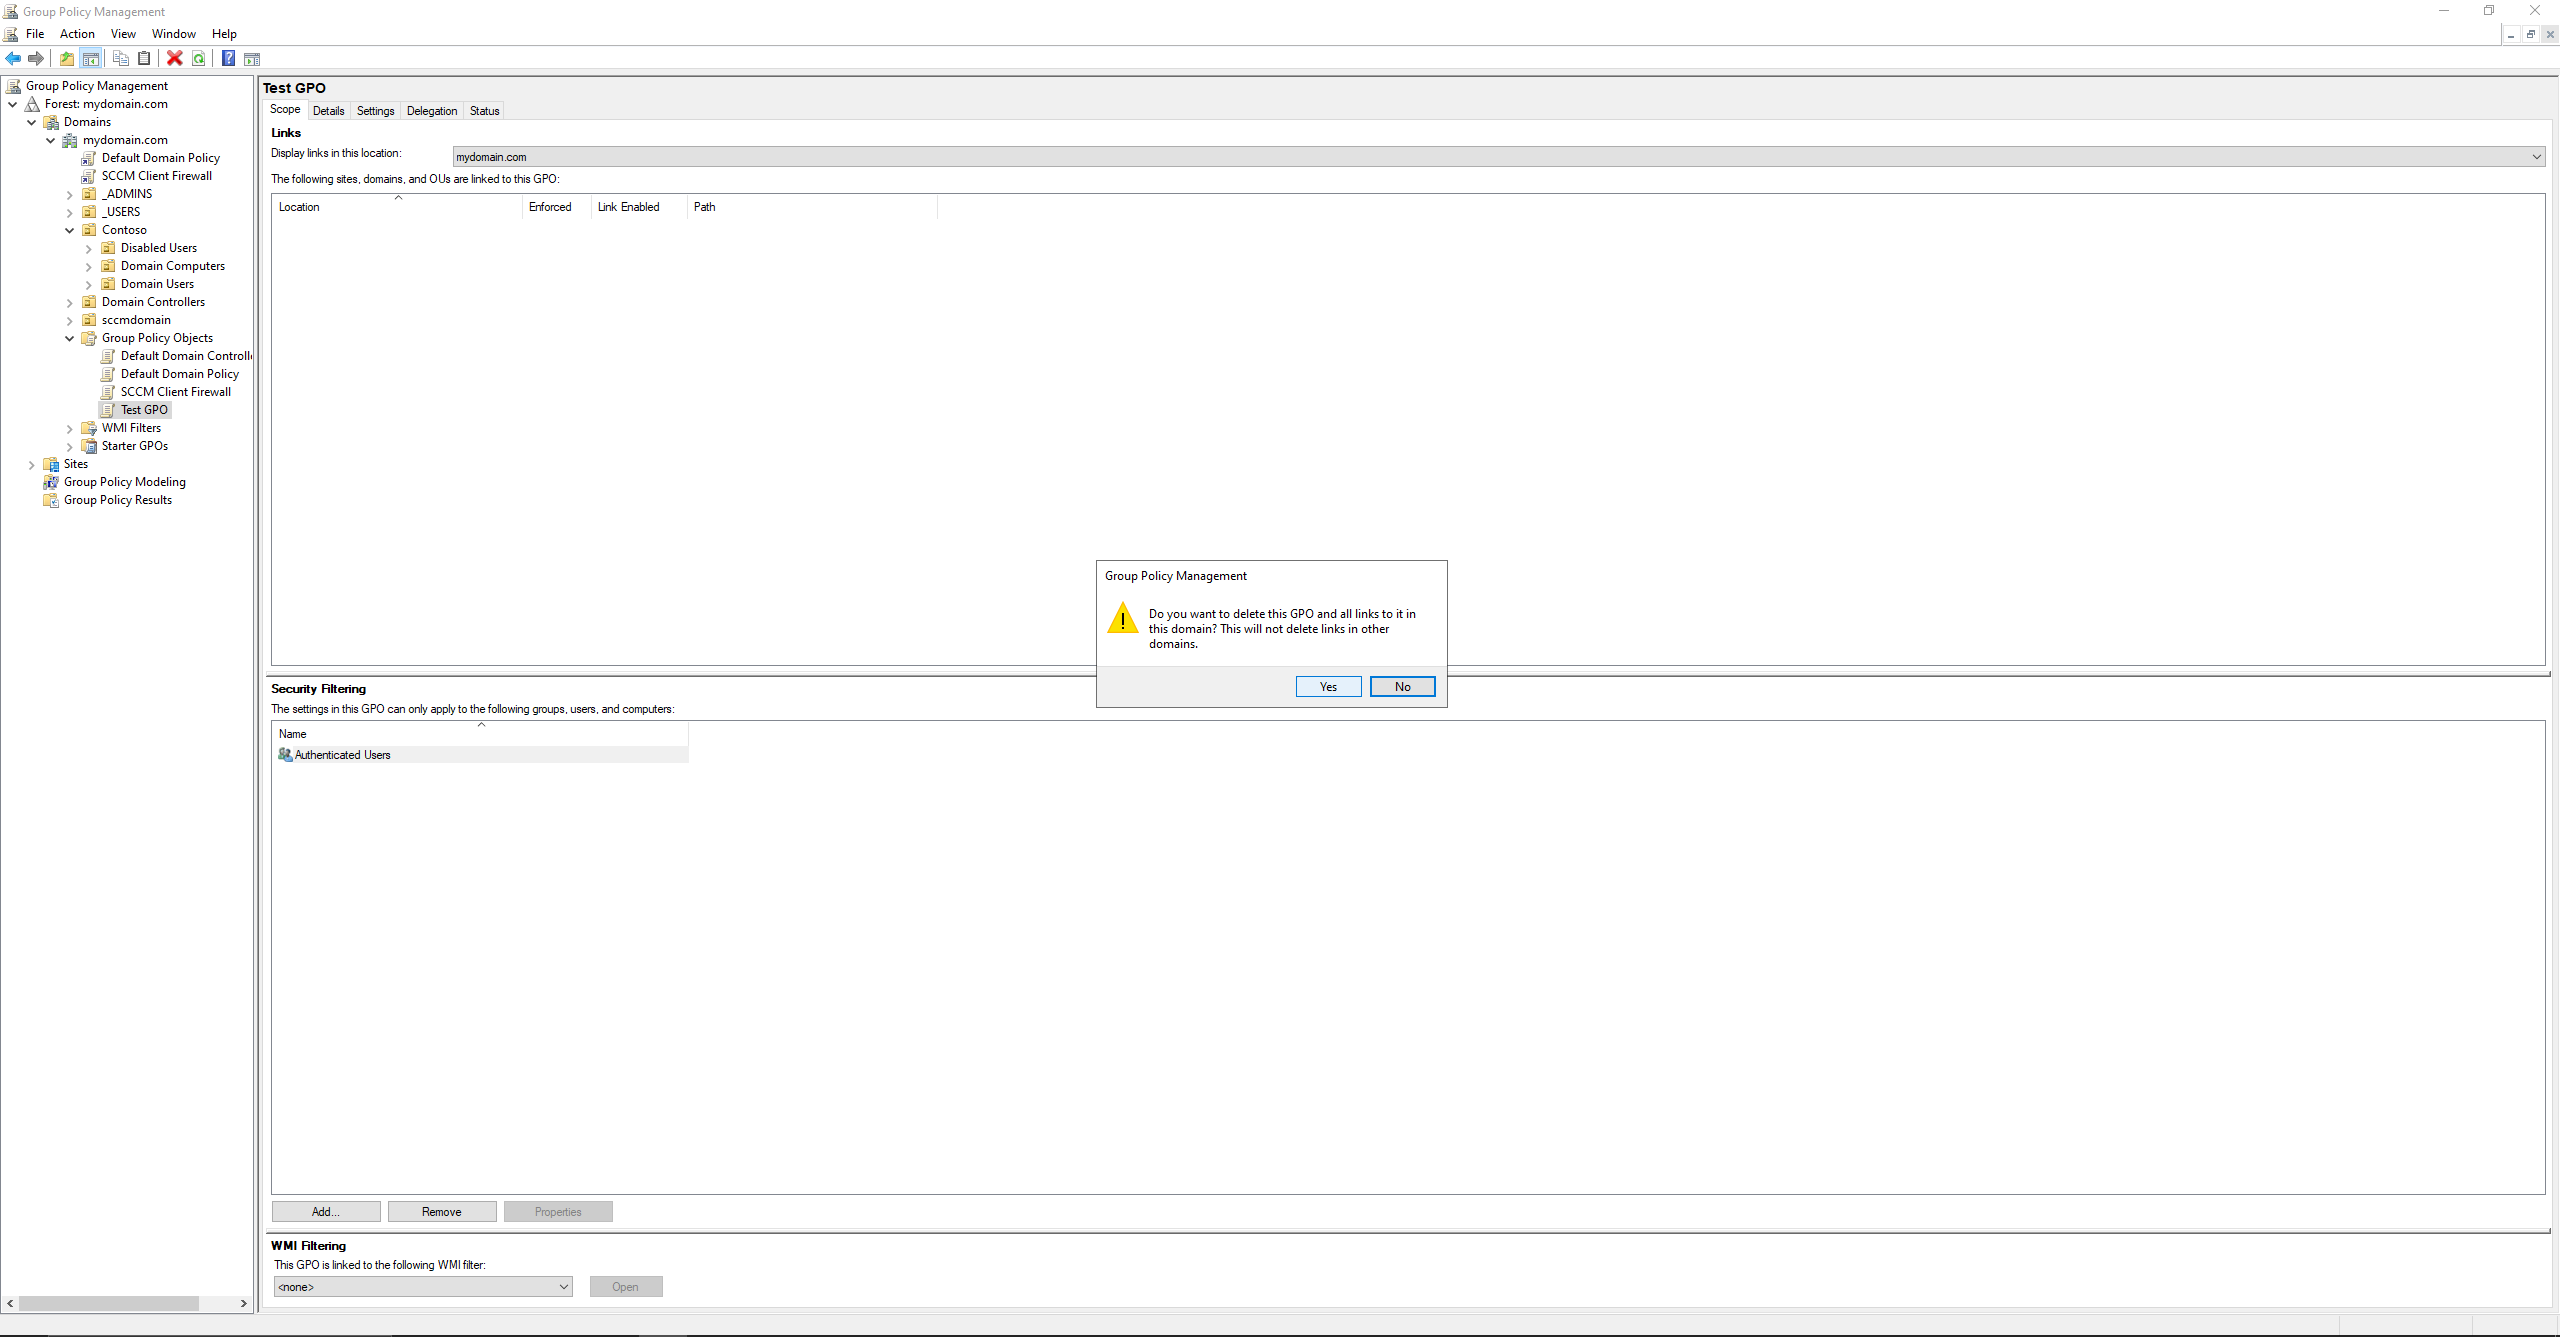 Group Policy Management
File Action View Window Help
Group Policy Management
Forest: mydomain.com
Domains
mydomain.com
Default Domain Policy
SCCM Client Firewall
_ADMINS
_USERS
Contoso
Disabled Users
Domain Computers
Domain Users
Domain Controllers
sccmdomain
Group Policy Objects
Default Domain Controll
Default Domain Policy
SCCM Client Firewall
Test GPO
WMI Filters
Starter GPOs
Sites
Group Policy Modeling
Group Policy Results
Test GPO
Scope Details Settings Delegation Status
Links
Display links in this location: mydomain.com
The following sites, domains, and OUs are linked to this GPO:
Location Enforced Link Enabled Path
Group Policy Management
Do you want to delete this GPO and all links to it in
this domain? This will not delete links in other
domains.
Yes No
Security Filtering
The settings in this GPO can only apply to the following groups, users, and computers:
Name
Authenticated Users
Add... Remove Properties
WMI Filtering
This GPO is linked to the following WMI filter:
<none> Open